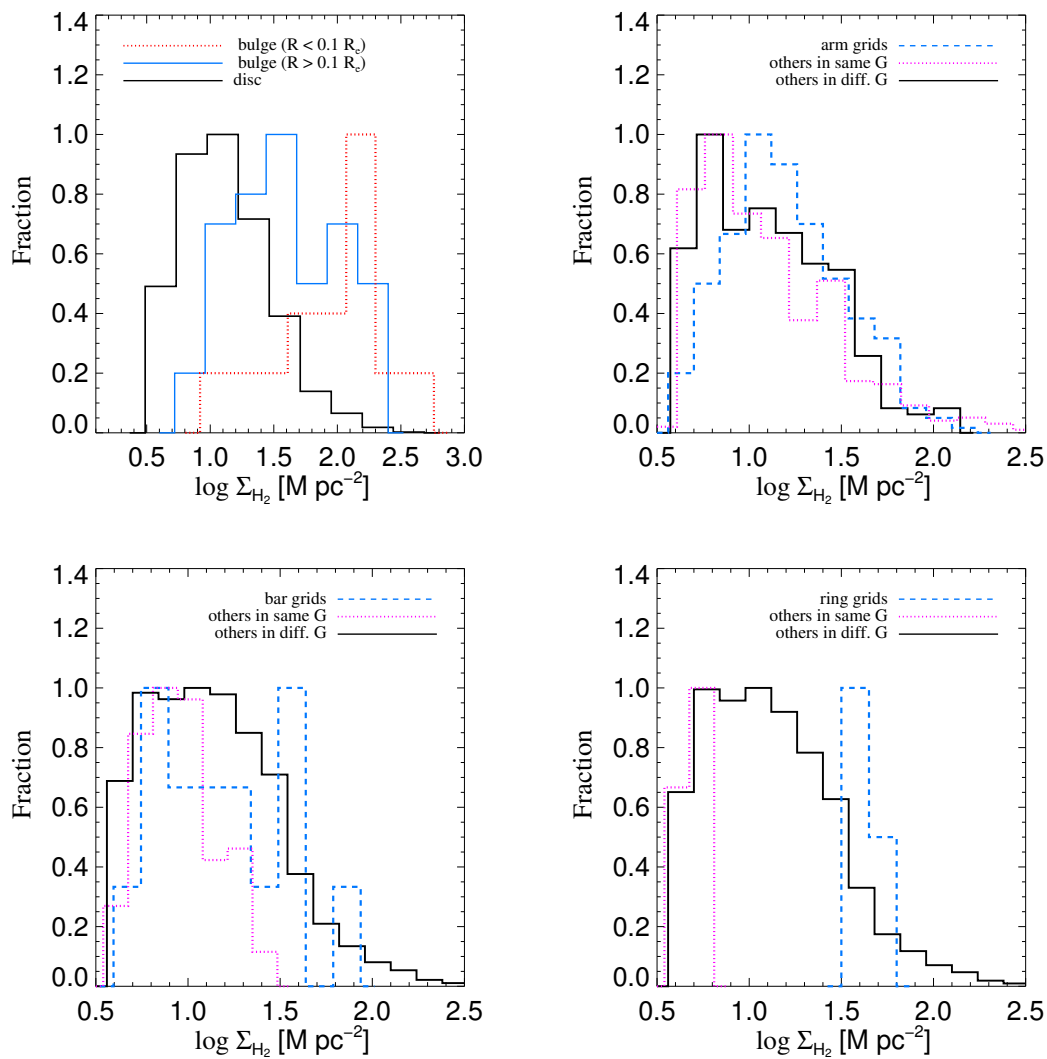 1.4
1.2
1.0
0.8
0.6
0.4
0.2
0.0
Fraction
bulge (R < 0.1 Re)
bulge (R > 0.1 Re)
disc
0.5 1.0 1.5 2.0 2.5 3.0
log ΣH2 [M pc−2]
1.4
1.2
1.0
0.8
0.6
0.4
0.2
0.0
Fraction
arm grids
others in same G
others in diff. G
0.5 1.0 1.5 2.0 2.5
log ΣH2 [M pc−2]
1.4
1.2
1.0
0.8
0.6
0.4
0.2
0.0
Fraction
bar grids
others in same G
others in diff. G
0.5 1.0 1.5 2.0 2.5
log ΣH2 [M pc−2]
1.4
1.2
1.0
0.8
0.6
0.4
0.2
0.0
Fraction
ring grids
others in same G
others in diff. G
0.5 1.0 1.5 2.0 2.5
log ΣH2 [M pc−2]